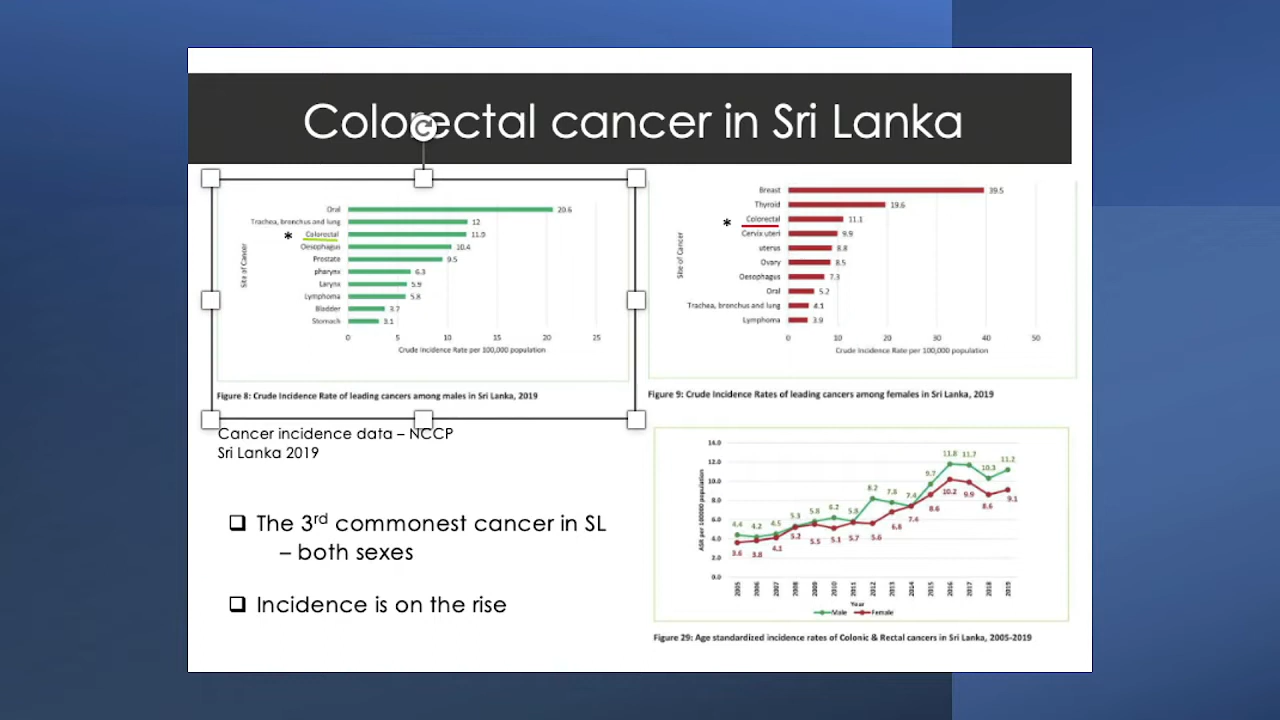 Colorectal cancer in Sri Lanka
Site of Cancer
Oral 20.6
Trachea, bronchus and lung 12
* Colorectal 11.9
Oesophagus 10.4
Prostate 9.5
pharynx 6.3
Larynx 5.9
Lymphoma 5.8
Bladder 3.7
Stomach 3.1
0 5 10 15 20 25
Crude Incidence Rate per 100,000 population
Figure 8: Crude Incidence Rate of leading cancers among males in Sri Lanka, 2019
Cancer incidence data – NCCP
Sri Lanka 2019
Site of Cancer
Breast 39.5
Thyroid 19.6
* Colorectal 11.1
Cervix uteri 9.9
uterus 8.8
Ovary 8.5
Oesophagus 7.3
Oral 5.2
Trachea, bronchus and lung 4.1
Lymphoma 3.9
0 10 20 30 40 50
Crude Incidence Rate per 100,000 population
Figure 9: Crude Incidence Rates of leading cancers among females in Sri Lanka, 2019
The 3rd commonest cancer in SL
– both sexes
Incidence is on the rise
ASR per 100000 population
14.0
12.0
10.0
8.0
6.0
4.0
2.0
0.0
4.4 4.2 4.5 5.3 5.8 6.2 5.8 8.2 7.8 7.4 9.7 11.8 11.7 10.3 11.2
3.6 3.8 4.1 5.2 5.5 5.1 5.7 5.6 6.8 7.4 8.6 10.2 9.9 8.6 9.1
2005 2006 2007 2008 2009 2010 2011 2012 2013 2014 2015 2016 2017 2018 2019
Year
Male Female
Figure 29: Age standardized incidence rates of Colonic & Rectal cancers in Sri Lanka, 2005-2019